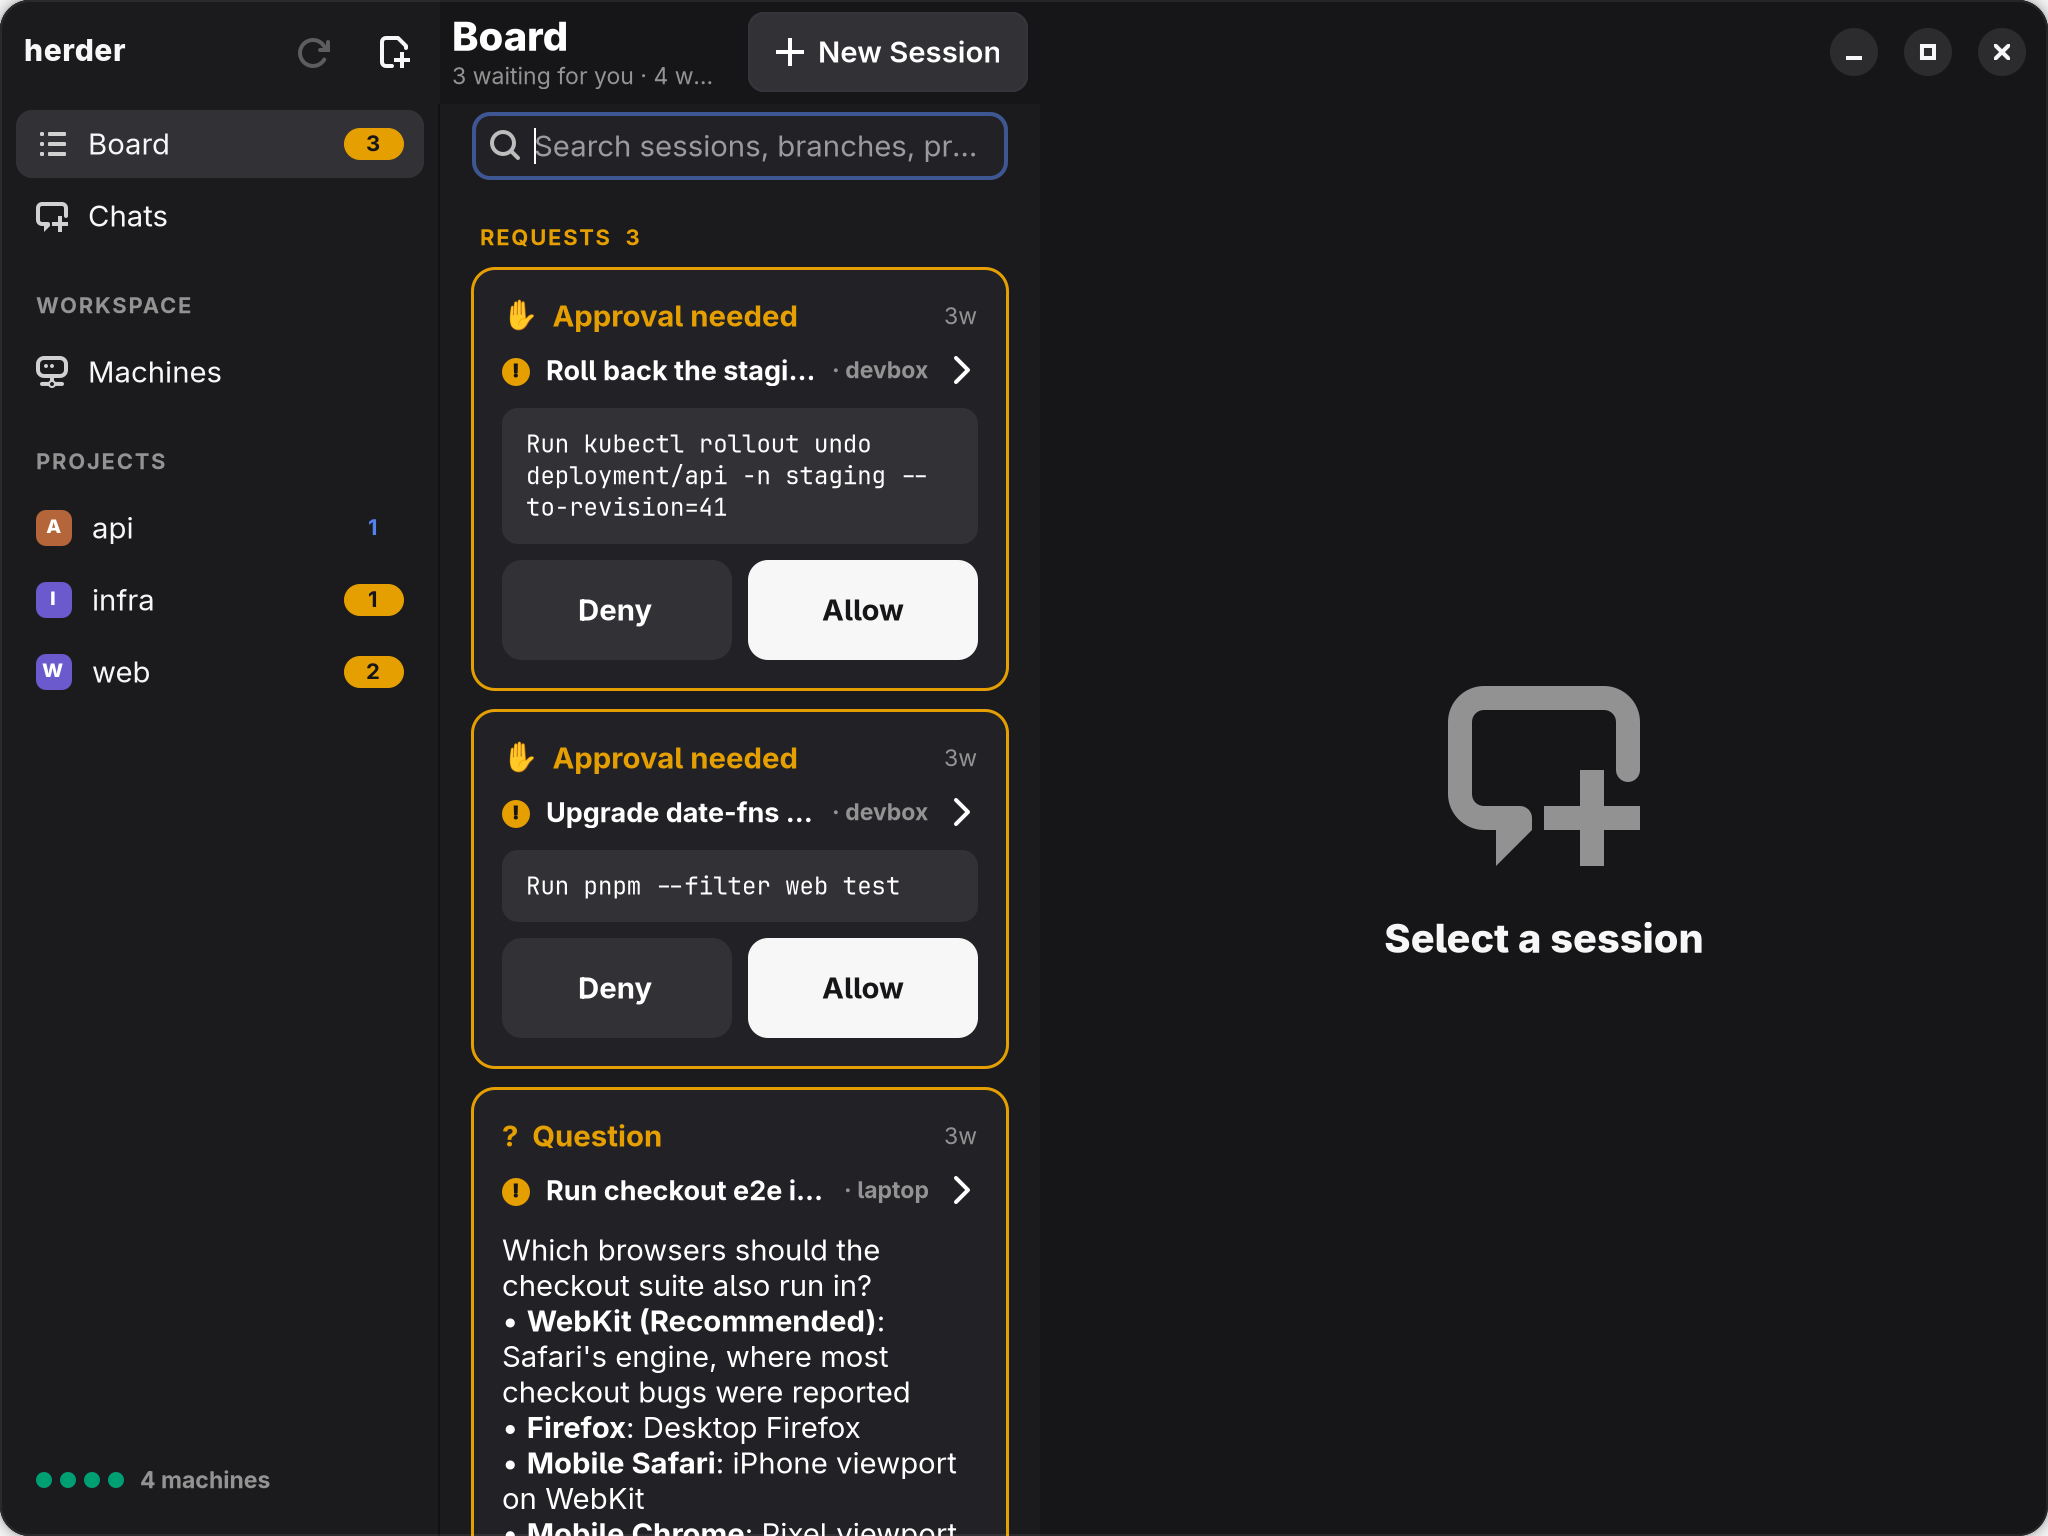 herder
Board
3 waiting for you · 4 w...
New Session
Board 3
Chats
WORKSPACE
Machines
PROJECTS
A api 1
I infra 1
W web 2
4 machines
Search sessions, branches, pr...
REQUESTS 3
Approval needed 3w
Roll back the stagi... · devbox
Run kubectl rollout undo
deployment/api -n staging --
to-revision=41
Deny Allow
Approval needed 3w
Upgrade date-fns ... · devbox
Run pnpm --filter web test
Deny Allow
? Question 3w
Run checkout e2e i... · laptop
Which browsers should the
checkout suite also run in?
• WebKit (Recommended):
Safari's engine, where most
checkout bugs were reported
• Firefox: Desktop Firefox
• Mobile Safari: iPhone viewport
on WebKit
• Mobile Chrome: Pixel viewport
Select a session